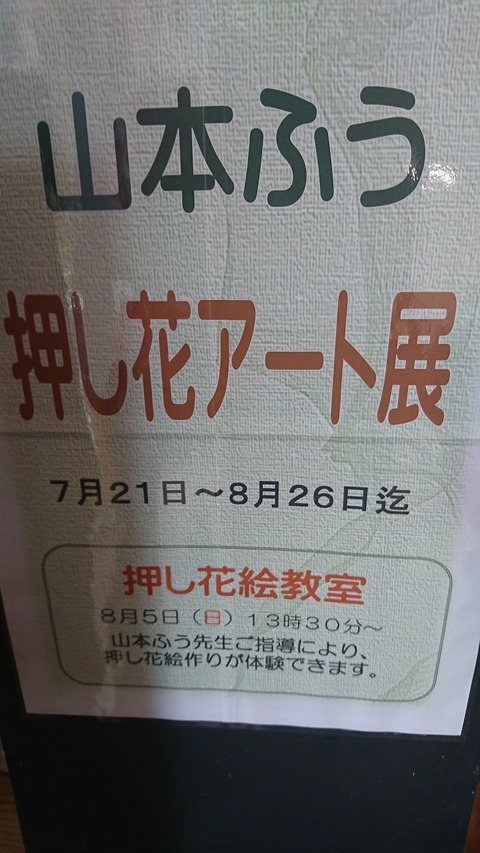 山本ふう
押し花アート展
7月21日～8月26日迄
押し花絵教室
8月5日（日）13時30分～
山本ふう先生ご指導により、
押し花絵作りが体験できます。